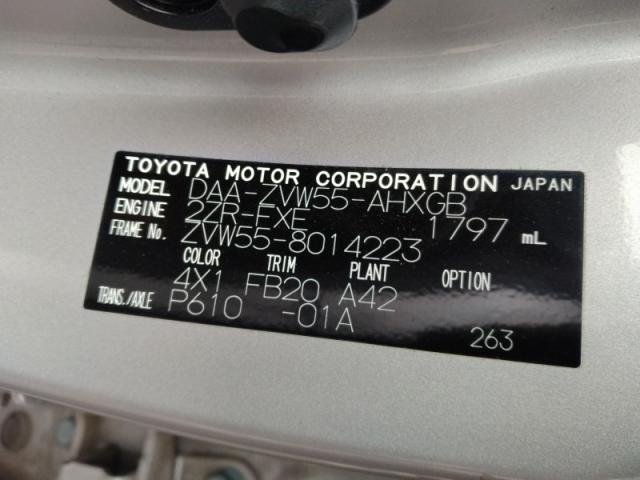 TOYOTA MOTOR CORPORATION JAPAN
MODEL DAA-ZVW55-AHXGB
ENGINE 2ZR-FXE 1797 mL
FRAME No. ZVW55-8014223
COLOR TRIM PLANT OPTION
4X1 FB20 A42
TRANS./AXLE P610 -01A
263